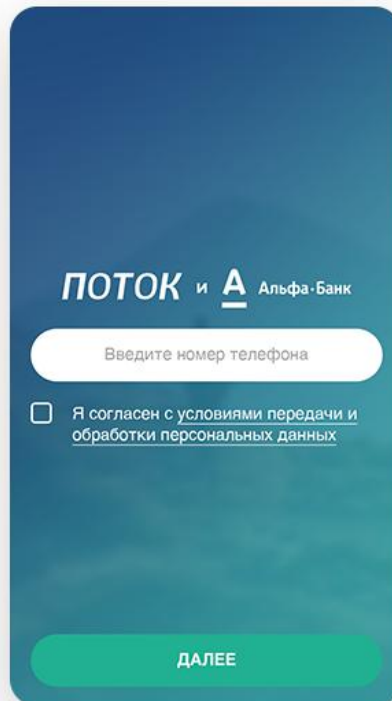 ПОТОК и А Альфа·Банк
Введите номер телефона
Я согласен с условиями передачи и
обработки персональных данных
ДАЛЕЕ